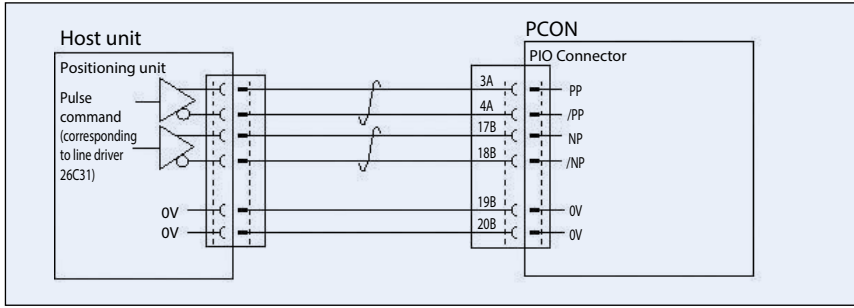 Host unit
Positioning unit
Pulse
command
(corresponding
to line driver
26C31)
0V
0V
PCON
PIO Connector
3A
PP
4A
/PP
17B
NP
18B
/NP
19B
0V
20B
0V